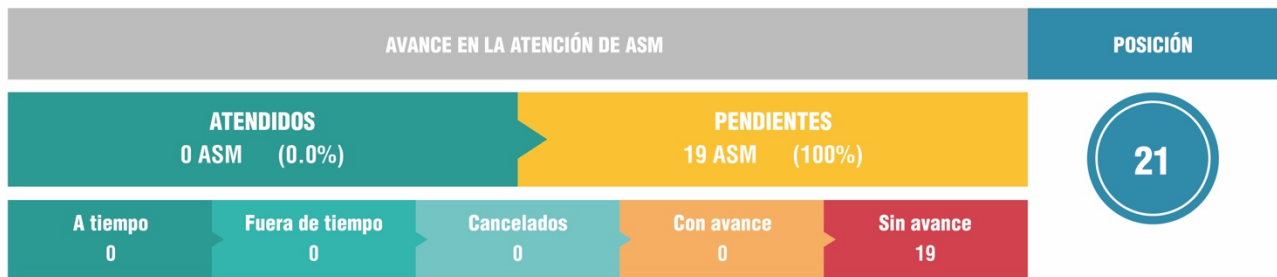 AVANCE EN LA ATENCIÓN DE ASM
POSICIÓN
ATENDIDOS
0 ASM (0.0%)
PENDIENTES
19 ASM (100%)
21
A tiempo
0
Fuera de tiempo
0
Cancelados
0
Con avance
0
Sin avance
19